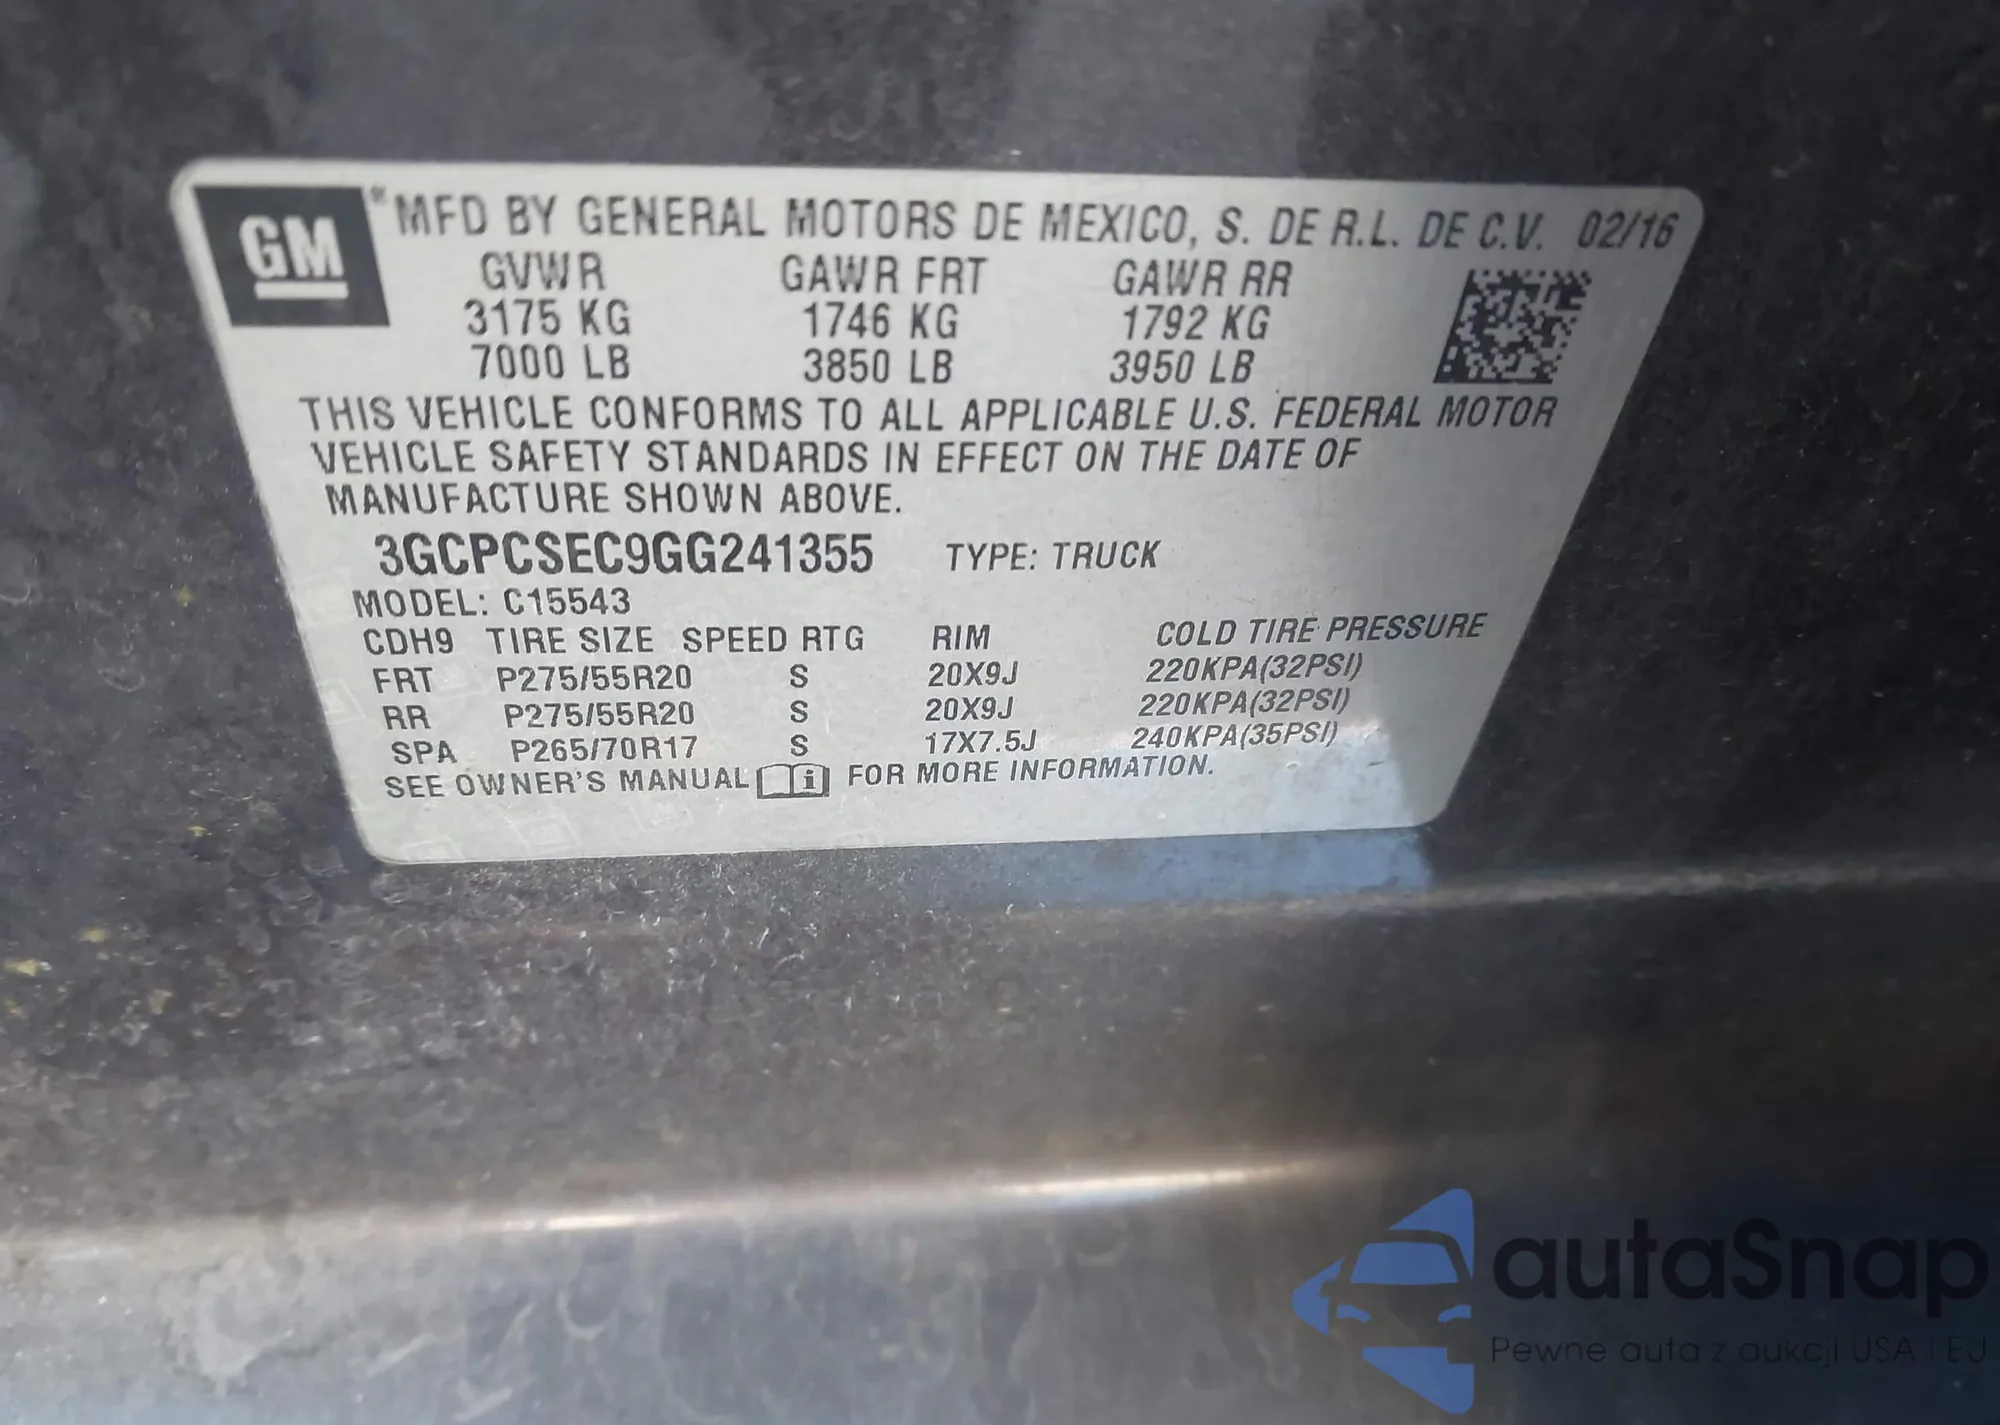 GM
MFD BY GENERAL MOTORS DE MEXICO, S. DE R.L. DE C.V. 02/16
GVWR GAWR FRT GAWR RR
3175 KG 1746 KG 1792 KG
7000 LB 3850 LB 3950 LB
THIS VEHICLE CONFORMS TO ALL APPLICABLE U.S. FEDERAL MOTOR
VEHICLE SAFETY STANDARDS IN EFFECT ON THE DATE OF
MANUFACTURE SHOWN ABOVE.
3GCPCSEC9GG241355 TYPE: TRUCK
MODEL: C15543
CDH9 TIRE SIZE SPEED RTG RIM COLD TIRE PRESSURE
FRT P275/55R20 S 20X9J 220KPA(32PSI)
RR P275/55R20 S 20X9J 220KPA(32PSI)
SPA P265/70R17 S 17X7.5J 240KPA(35PSI)
SEE OWNER'S MANUAL FOR MORE INFORMATION.
autaSnap
Pewne auta z aukcji USA i EU